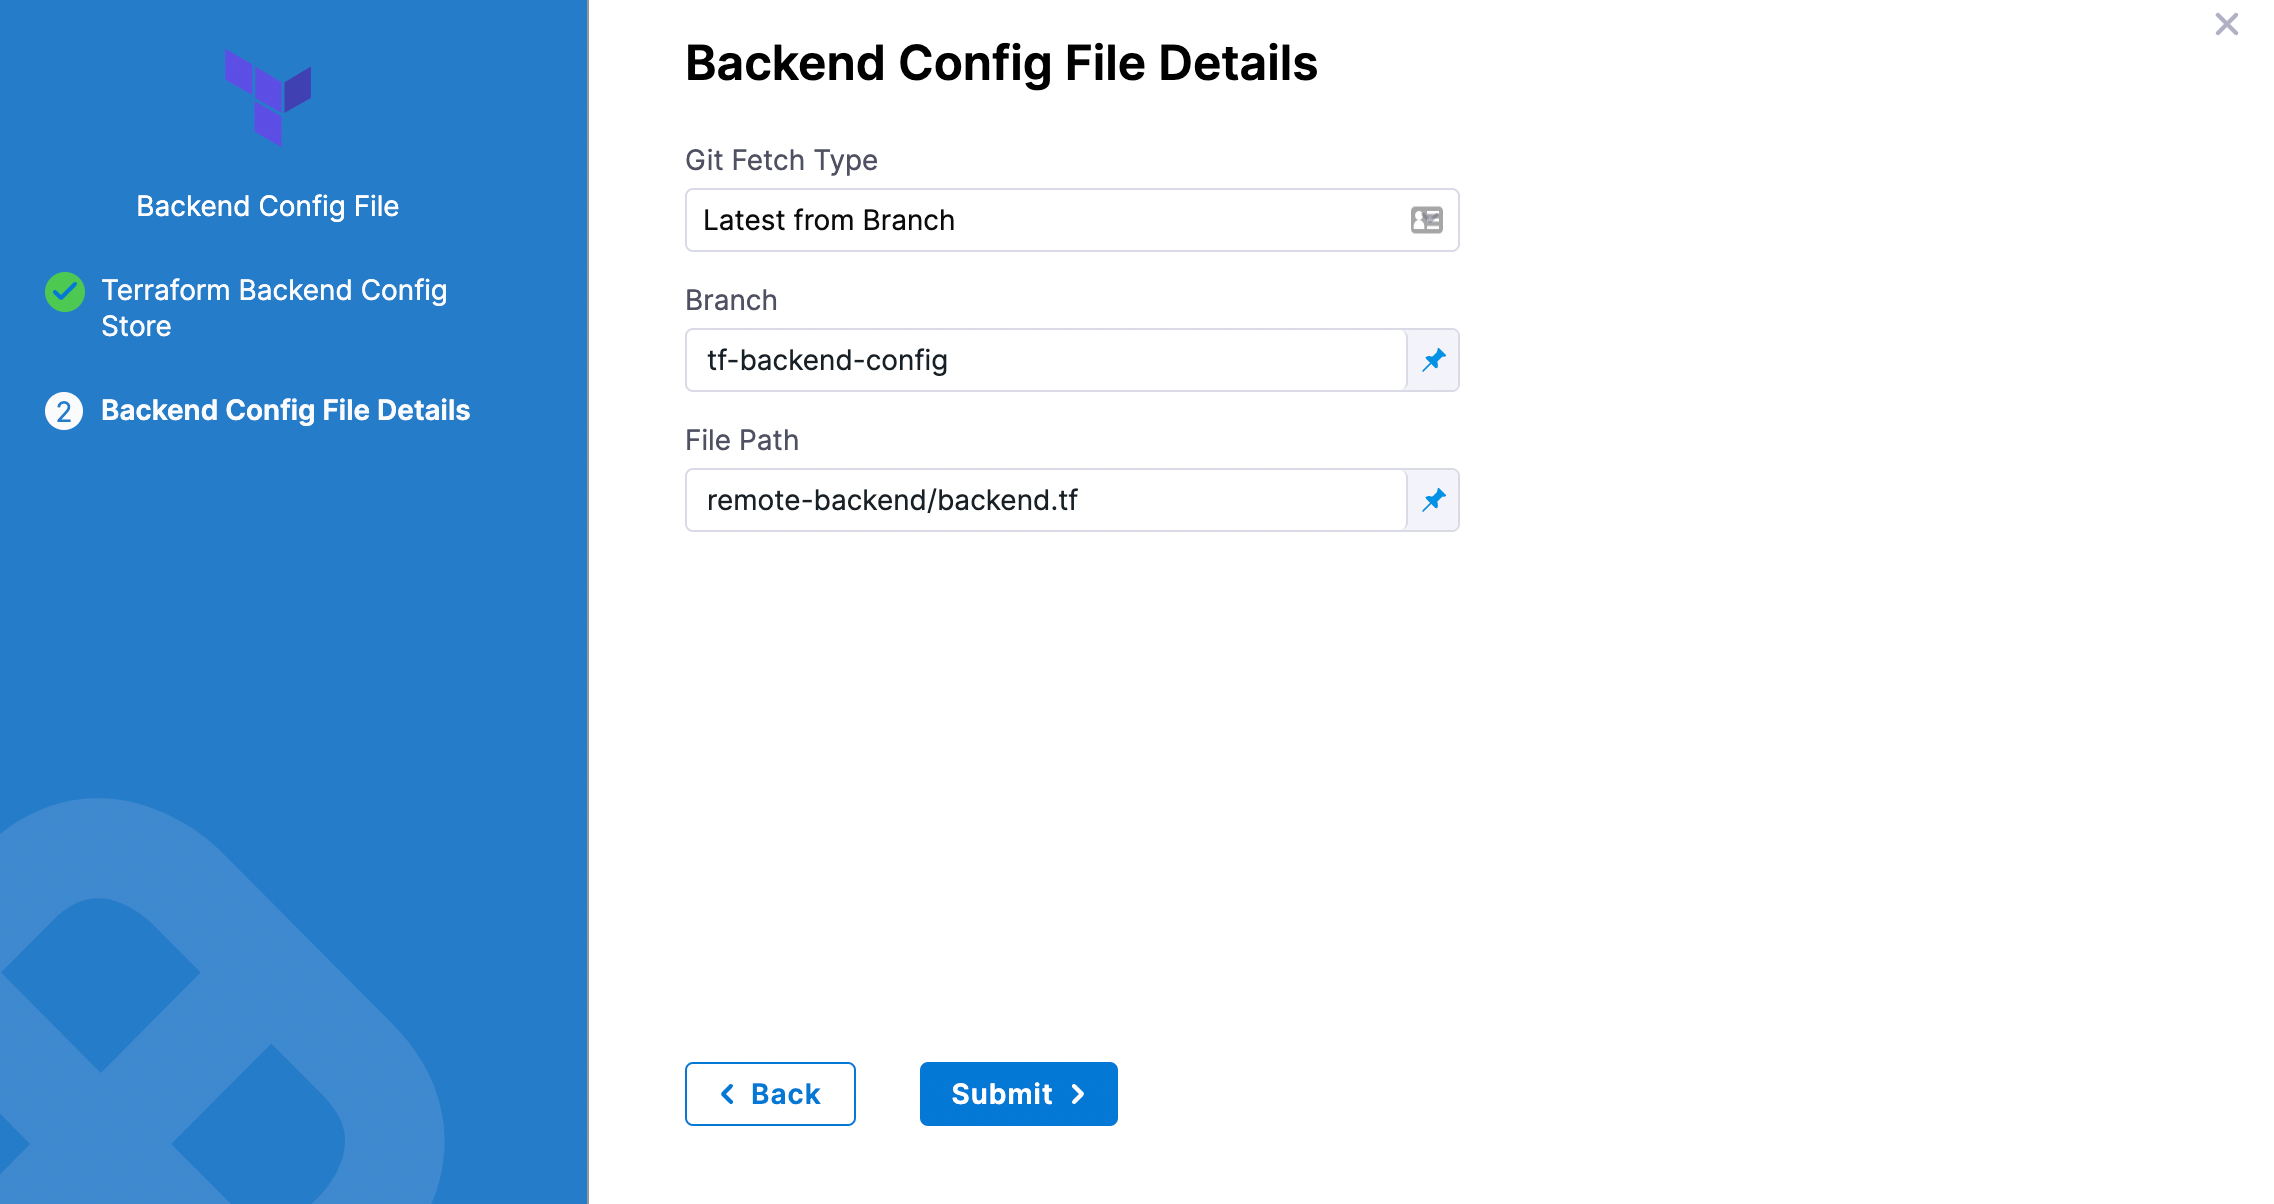 Backend Config File
Terraform Backend Config
Store
2 Backend Config File Details
Backend Config File Details
Git Fetch Type
Latest from Branch
Branch
tf-backend-config
File Path
remote-backend/backend.tf
Back
Submit